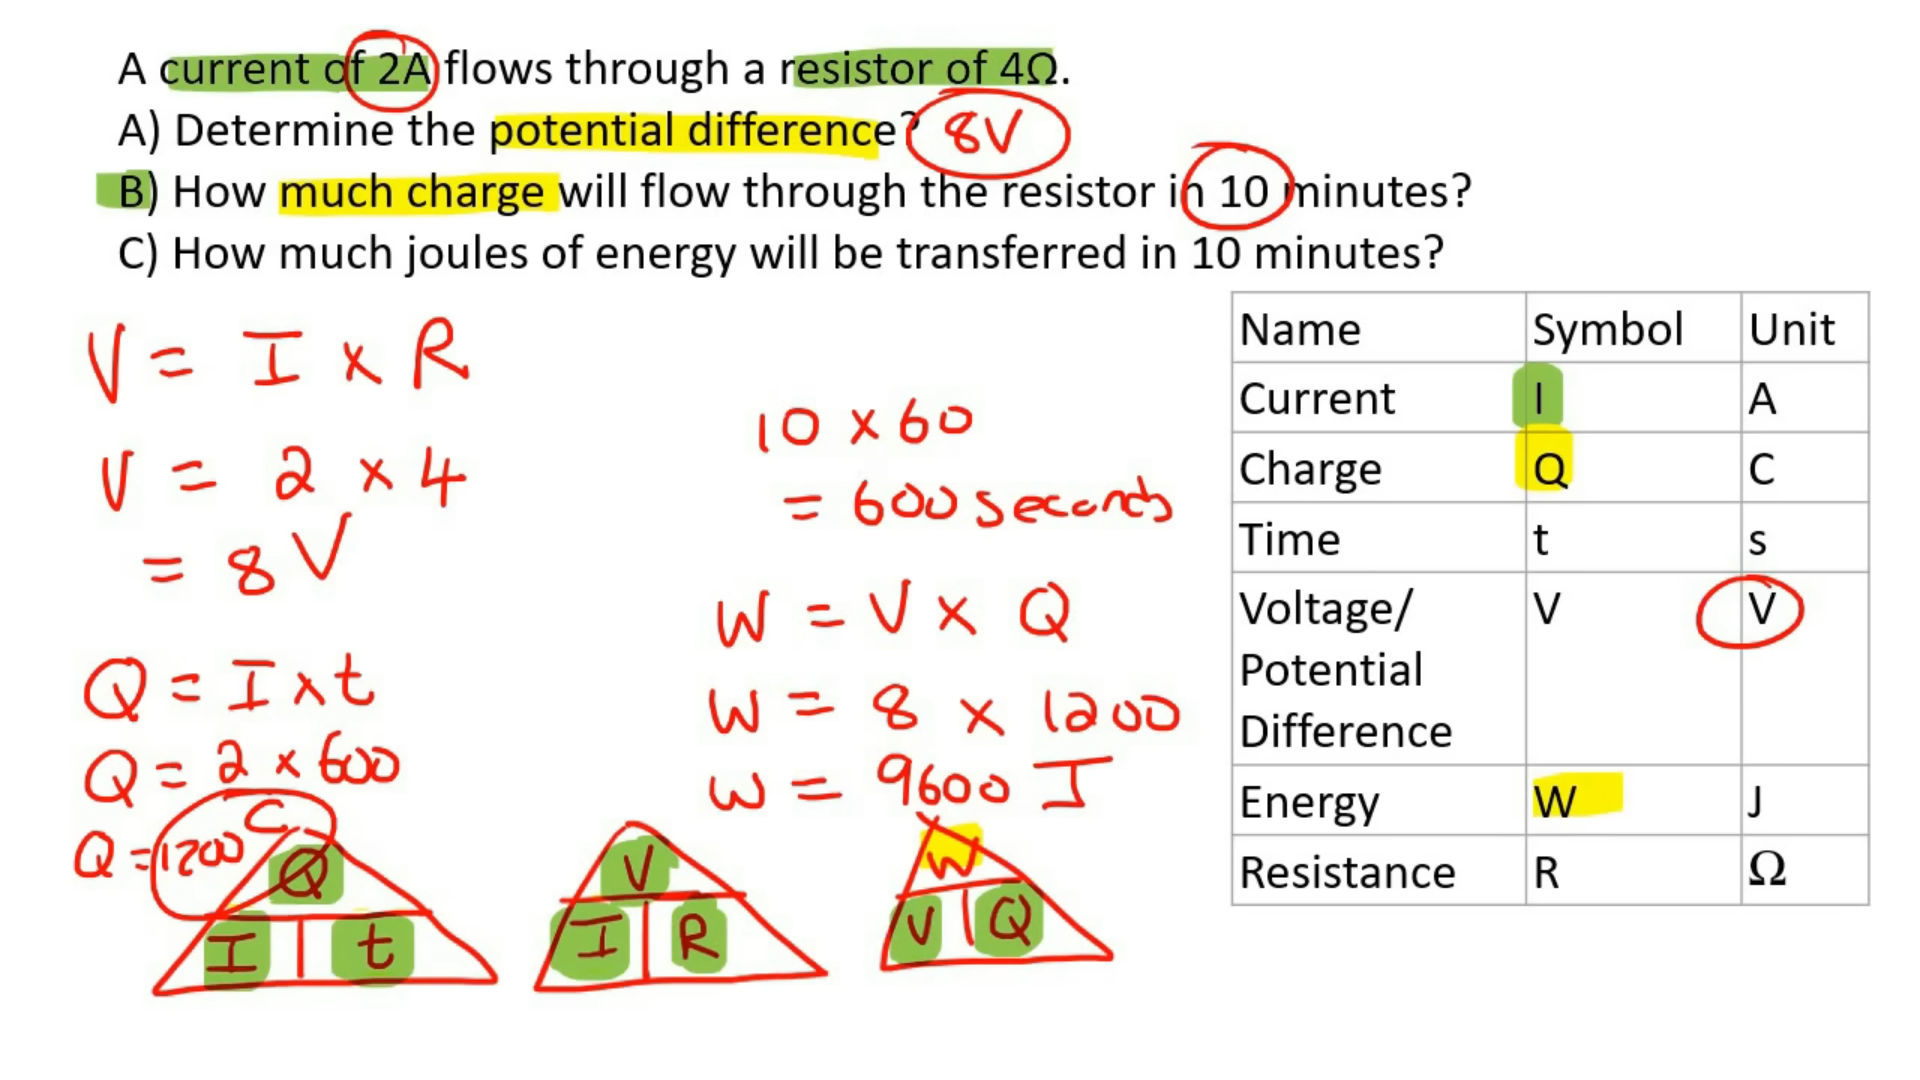 A current of 2A flows through a resistor of 4Ω.
A) Determine the potential difference? 8V
B) How much charge will flow through the resistor in 10 minutes?
C) How much joules of energy will be transferred in 10 minutes?
V = I x R
V = 2 x 4
= 8V
Q = I x t
Q = 2 x 600
Q = 1200 C
10 x 60
= 600 seconds
W = V x Q
W = 8 x 1200
W = 9600 J
Q
I t
V
I R
W
V Q
Name Symbol Unit
Current I A
Charge Q C
Time t s
Voltage/ V V
Potential
Difference
Energy W J
Resistance R Ω